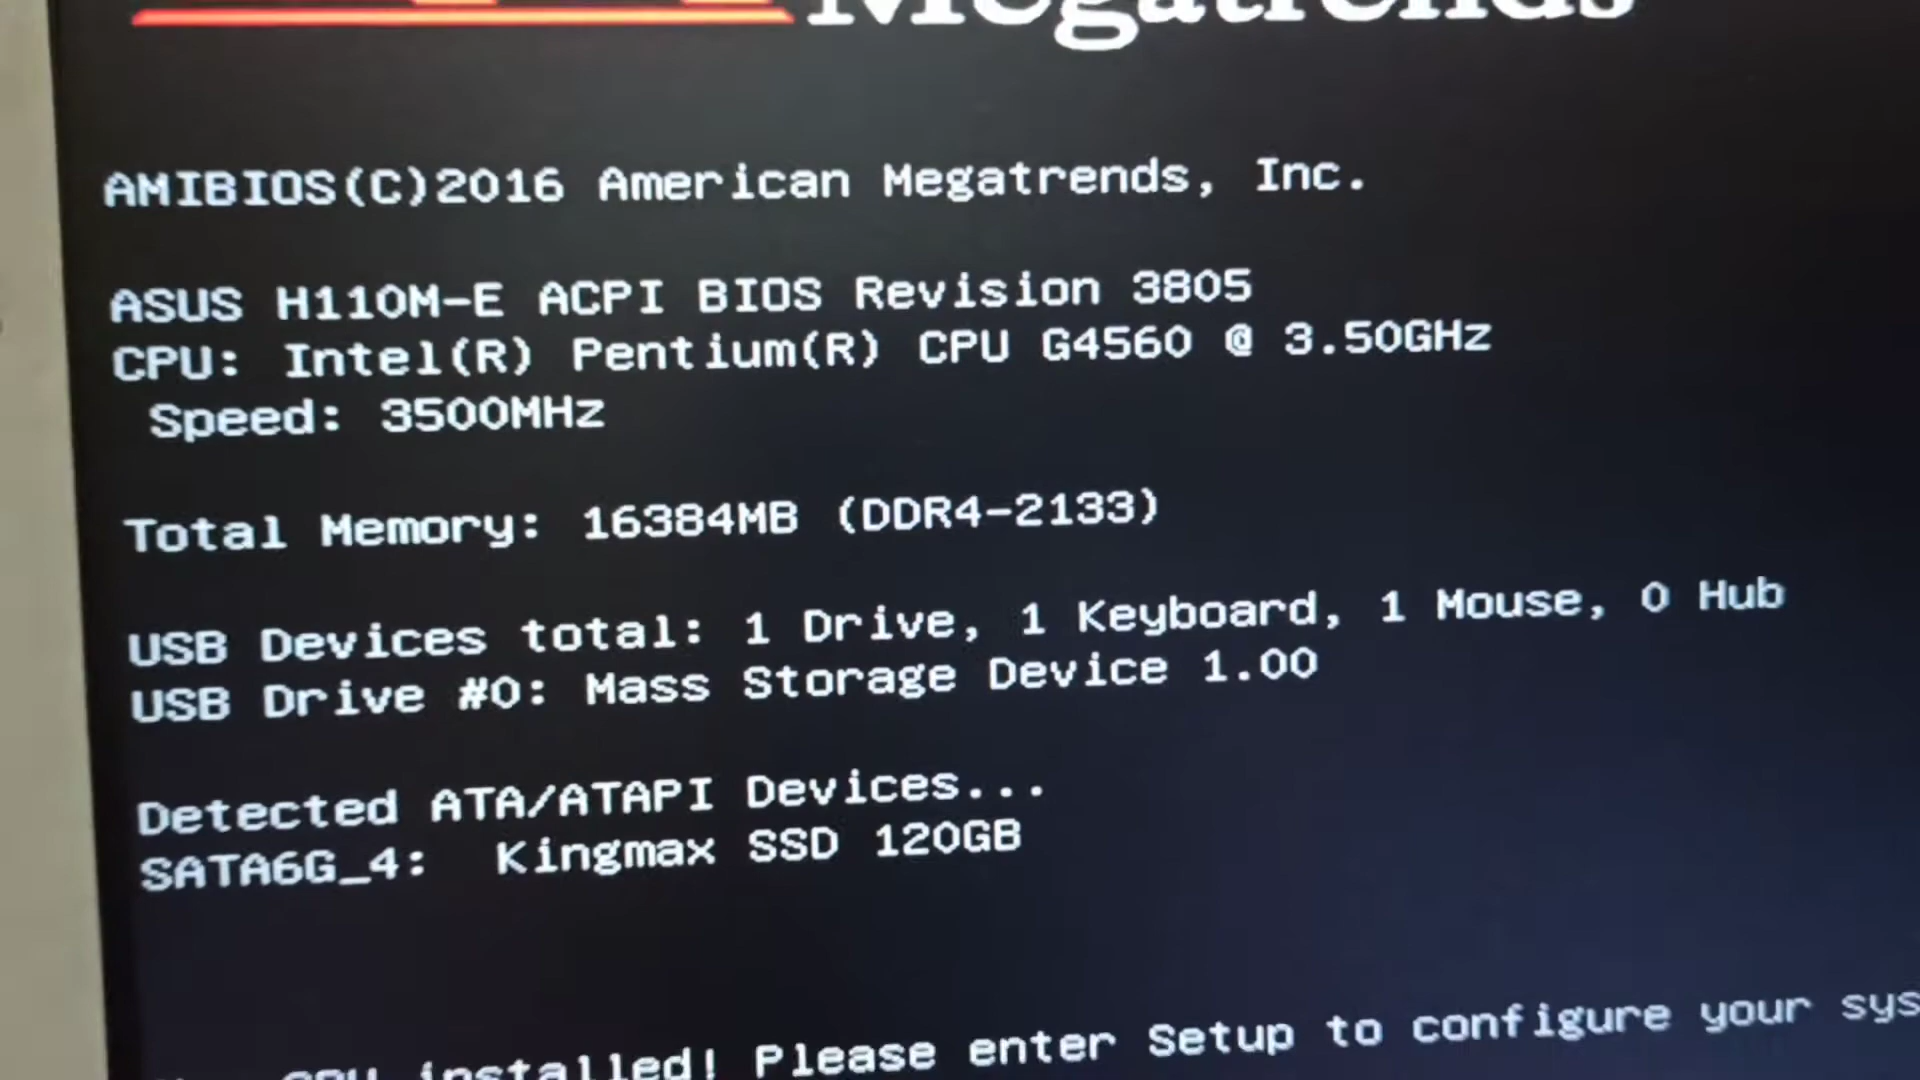 Megatrends
AMIBIOS(C)2016 American Megatrends, Inc.
ASUS H110M-E ACPI BIOS Revision 3805
CPU: Intel(R) Pentium(R) CPU G4560 @ 3.50GHz
Speed: 3500MHz
Total Memory: 16384MB (DDR4-2133)
USB Devices total: 1 Drive, 1 Keyboard, 1 Mouse, 0 Hub
USB Drive #0: Mass Storage Device 1.00
Detected ATA/ATAPI Devices...
SATA6G_4: Kingmax SSD 120GB
CPU installed! Please enter Setup to configure your sys